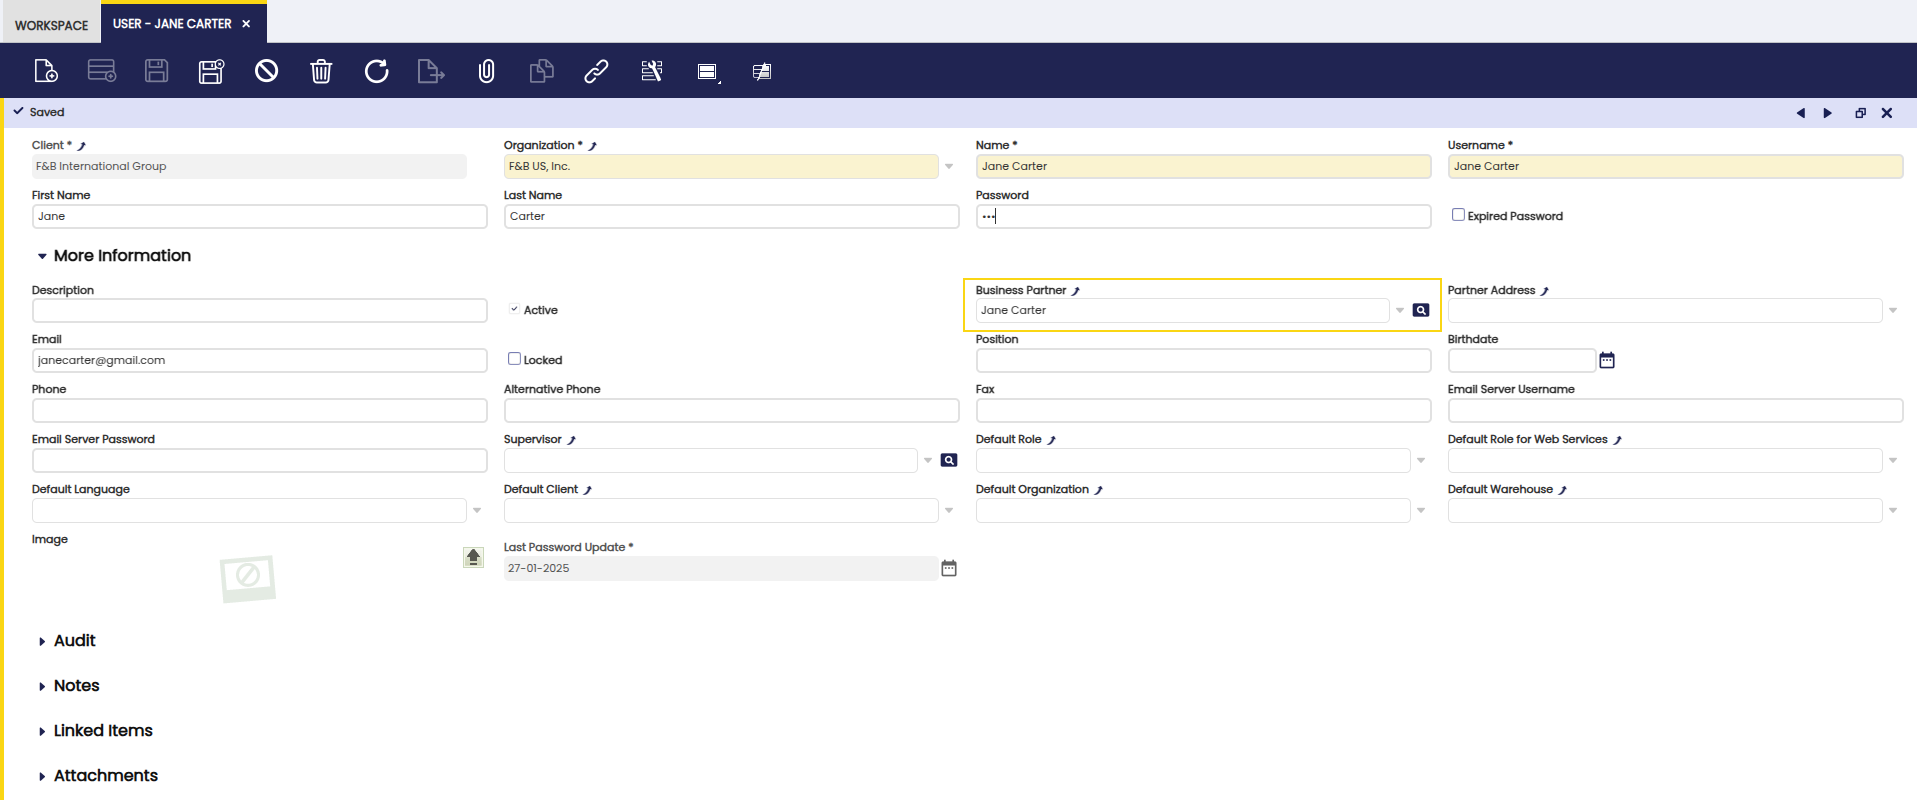 WORKSPACE
USER - JANE CARTER
Saved
Client * Organization * Name * Username *
F&B International Group F&B US, Inc. Jane Carter Jane Carter
First Name Last Name Password
Jane Carter ••• Expired Password
More Information
Description Business Partner Partner Address
Active Jane Carter
Email Position Birthdate
janecarter@gmail.com Locked
Phone Alternative Phone Fax Email Server Username
Email Server Password Supervisor Default Role Default Role for Web Services
Default Language Default Client Default Organization Default Warehouse
Image Last Password Update *
27-01-2025
Audit
Notes
Linked Items
Attachments